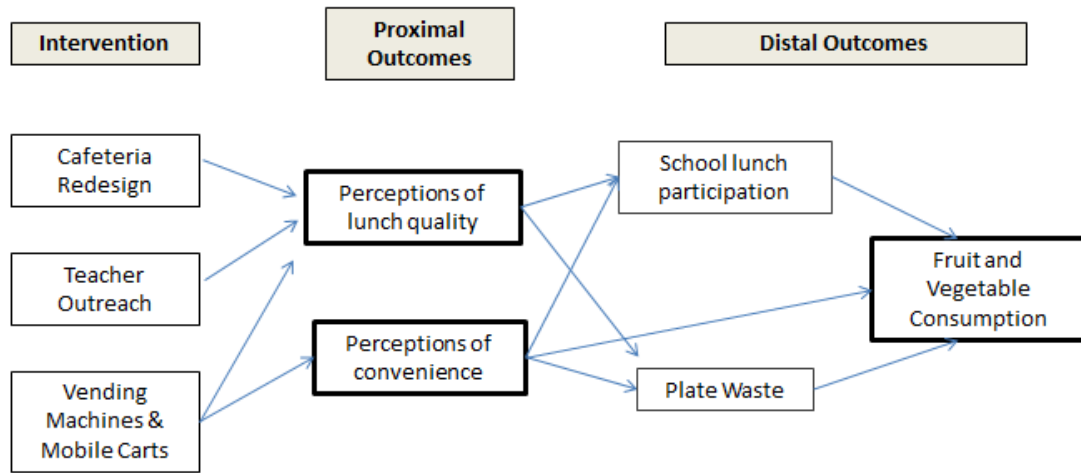 Intervention
Proximal
Outcomes
Distal Outcomes
Cafeteria
Redesign
Teacher
Outreach
Vending
Machines &
Mobile Carts
Perceptions of
lunch quality
Perceptions of
convenience
School lunch
participation
Plate Waste
Fruit and
Vegetable
Consumption